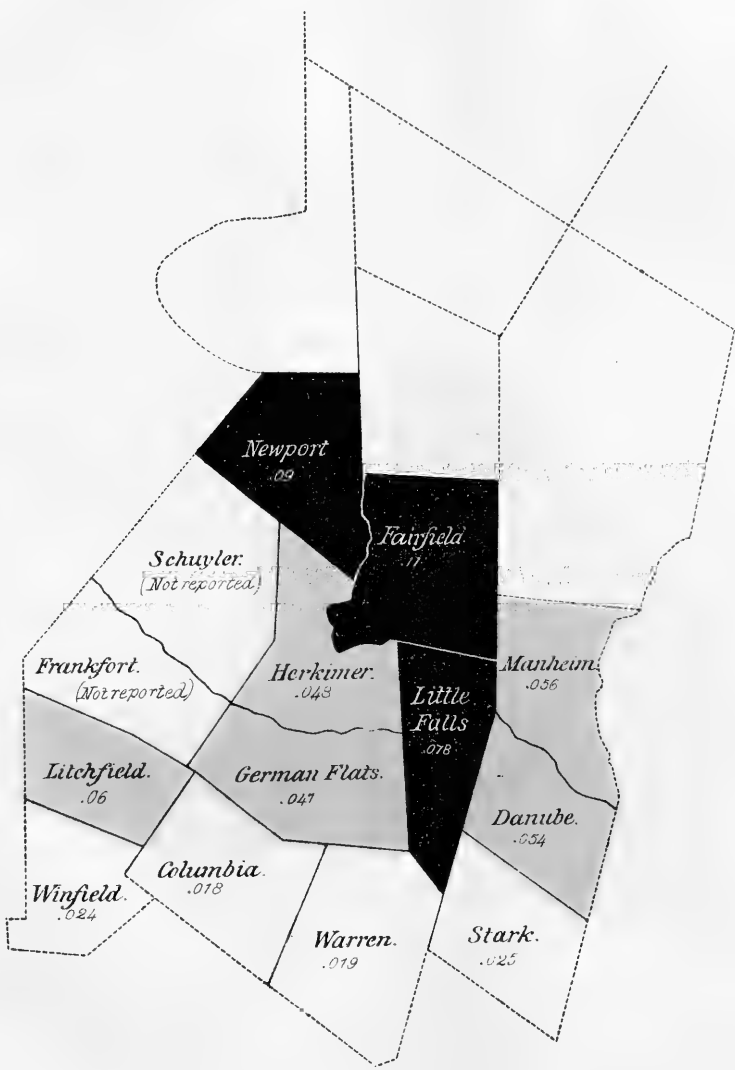 Newport
.09
Fairfield
.11
Schuyler.
(Not reported)
Frankfort.
(Not reported)
Herkimer.
.043
Manheim.
.056
Little
Falls
.078
Litchfield.
.06
German Flats.
.047
Danube.
.054
Columbia.
.018
Winfield.
.024
Warren.
.019
Stark.
.025